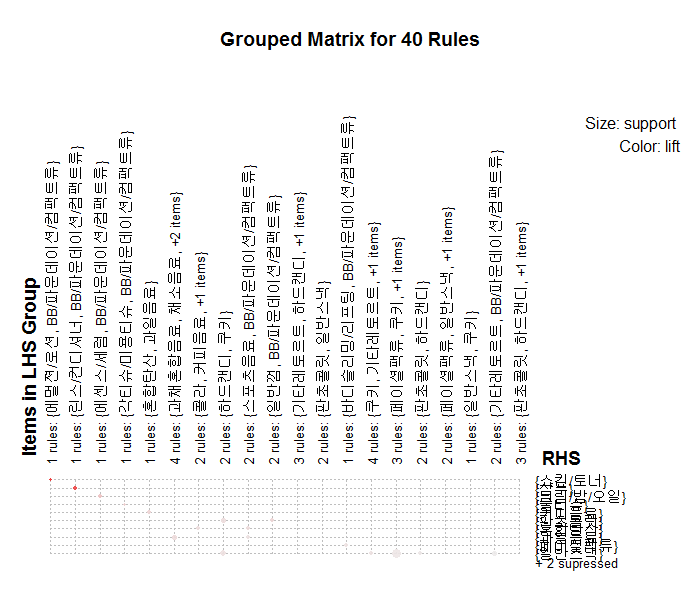 Grouped Matrix for 40 Rules
Size: support
Color: lift
Items in LHS Group
1 rules: {에멀전/로션, BB/파운데이션/컴팩트류}
1 rules: {린스/컨디셔너, BB/파운데이션/컴팩트류}
1 rules: {에센스/세럼, BB/파운데이션/컴팩트류}
1 rules: {각티슈/미용티슈, BB/파운데이션/컴팩트류}
1 rules: {혼합탄산, 과일음료}
4 rules: {과채혼합음료, 채소음료, +2 items}
2 rules: {콜라, 커피음료, +1 items}
2 rules: {하드캔디, 쿠키}
2 rules: {스포츠음료, BB/파운데이션/컴팩트류}
2 rules: {일반껌, BB/파운데이션/컴팩트류}
3 rules: {기타레토르트, 하드캔디, +1 items}
2 rules: {판초콜릿, 일반스낵}
1 rules: {바디슬리밍/리프팅, BB/파운데이션/컴팩트류}
4 rules: {쿠키, 기타레토르트, +1 items}
3 rules: {페이셜팩류, 쿠키, +1 items}
2 rules: {판초콜릿, 하드캔디}
2 rules: {페이셜팩류, 일반스낵, +1 items}
1 rules: {일반스낵, 쿠키}
2 rules: {기타레토르트, BB/파운데이션/컴팩트류}
3 rules: {판초콜릿, 하드캔디, +1 items}
RHS
{스킨/토너}
+ 2 supressed